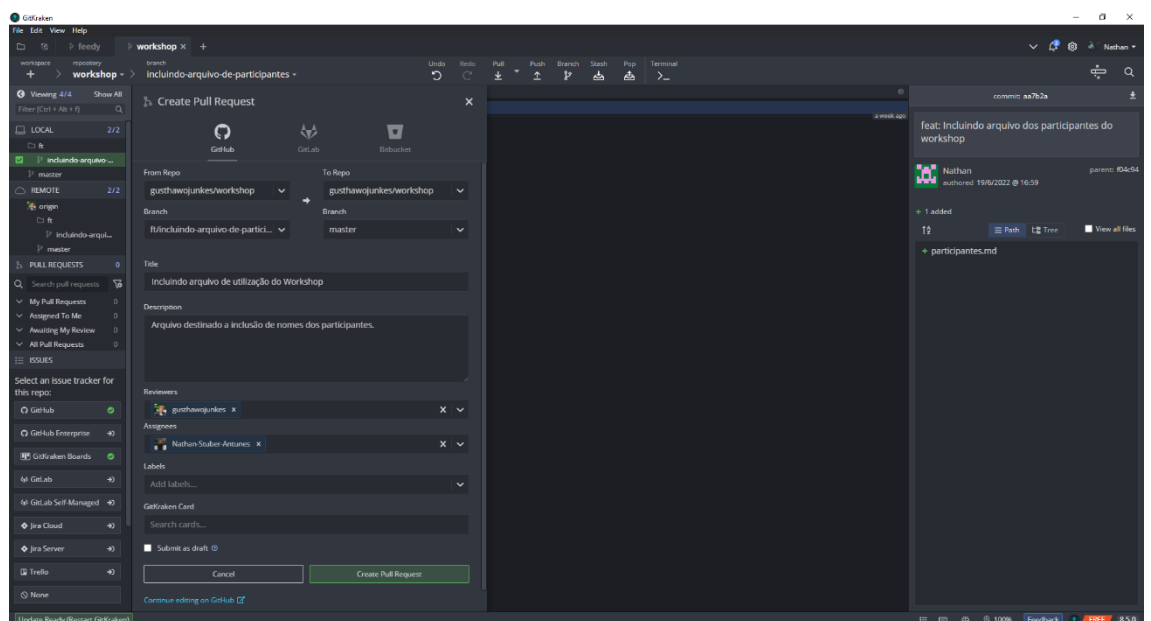 GitKraken
File Edit View Help
feedy
workshop × +
Nathan
workspace repository branch
+ > workshop > incluindo-arquivo-de-participantes
Undo Redo Pull Push Branch Stash Pop Terminal
Viewing 4/4 Show All
Filter (Ctrl + Alt + f)
LOCAL 2/2
ft
incluindo-arquivo-...
master
REMOTE 2/2
origin
ft
incluindo-arqui...
master
PULL REQUESTS 0
Search pull requests
My Pull Requests 0
Assigned To Me 0
Awaiting My Review 0
All Pull Requests 0
ISSUES
Select an issue tracker for
this repo:
GitHub
GitHub Enterprise
GitKraken Boards
GitLab
GitLab Self-Managed
Jira Cloud
Jira Server
Trello
None
Update Ready (Restart GitKraken)
Create Pull Request
GitHub GitLab Bitbucket
From Repo To Repo
gusthawojunkes/workshop gusthawojunkes/workshop
Branch Branch
ft/incluindo-arquivo-de-partici... master
Title
Incluindo arquivo de utilização do Workshop
Description
Arquivo destinado a inclusão de nomes dos participantes.
Reviewers
gusthawojunkes x
Assignees
Nathan-Stuber-Antunes x
Labels
Add labels...
GitKraken Card
Search cards...
Submit as draft
Cancel Create Pull Request
Continue editing on GitHub
a week ago
commit: aa7b2a
feat: Incluindo arquivo dos participantes do
workshop
Nathan parent: f04c94
authored 19/6/2022 @ 16:59
+ 1 added
Path Tree View all files
+ participantes.md
100% Feedback FREE 8.5.0